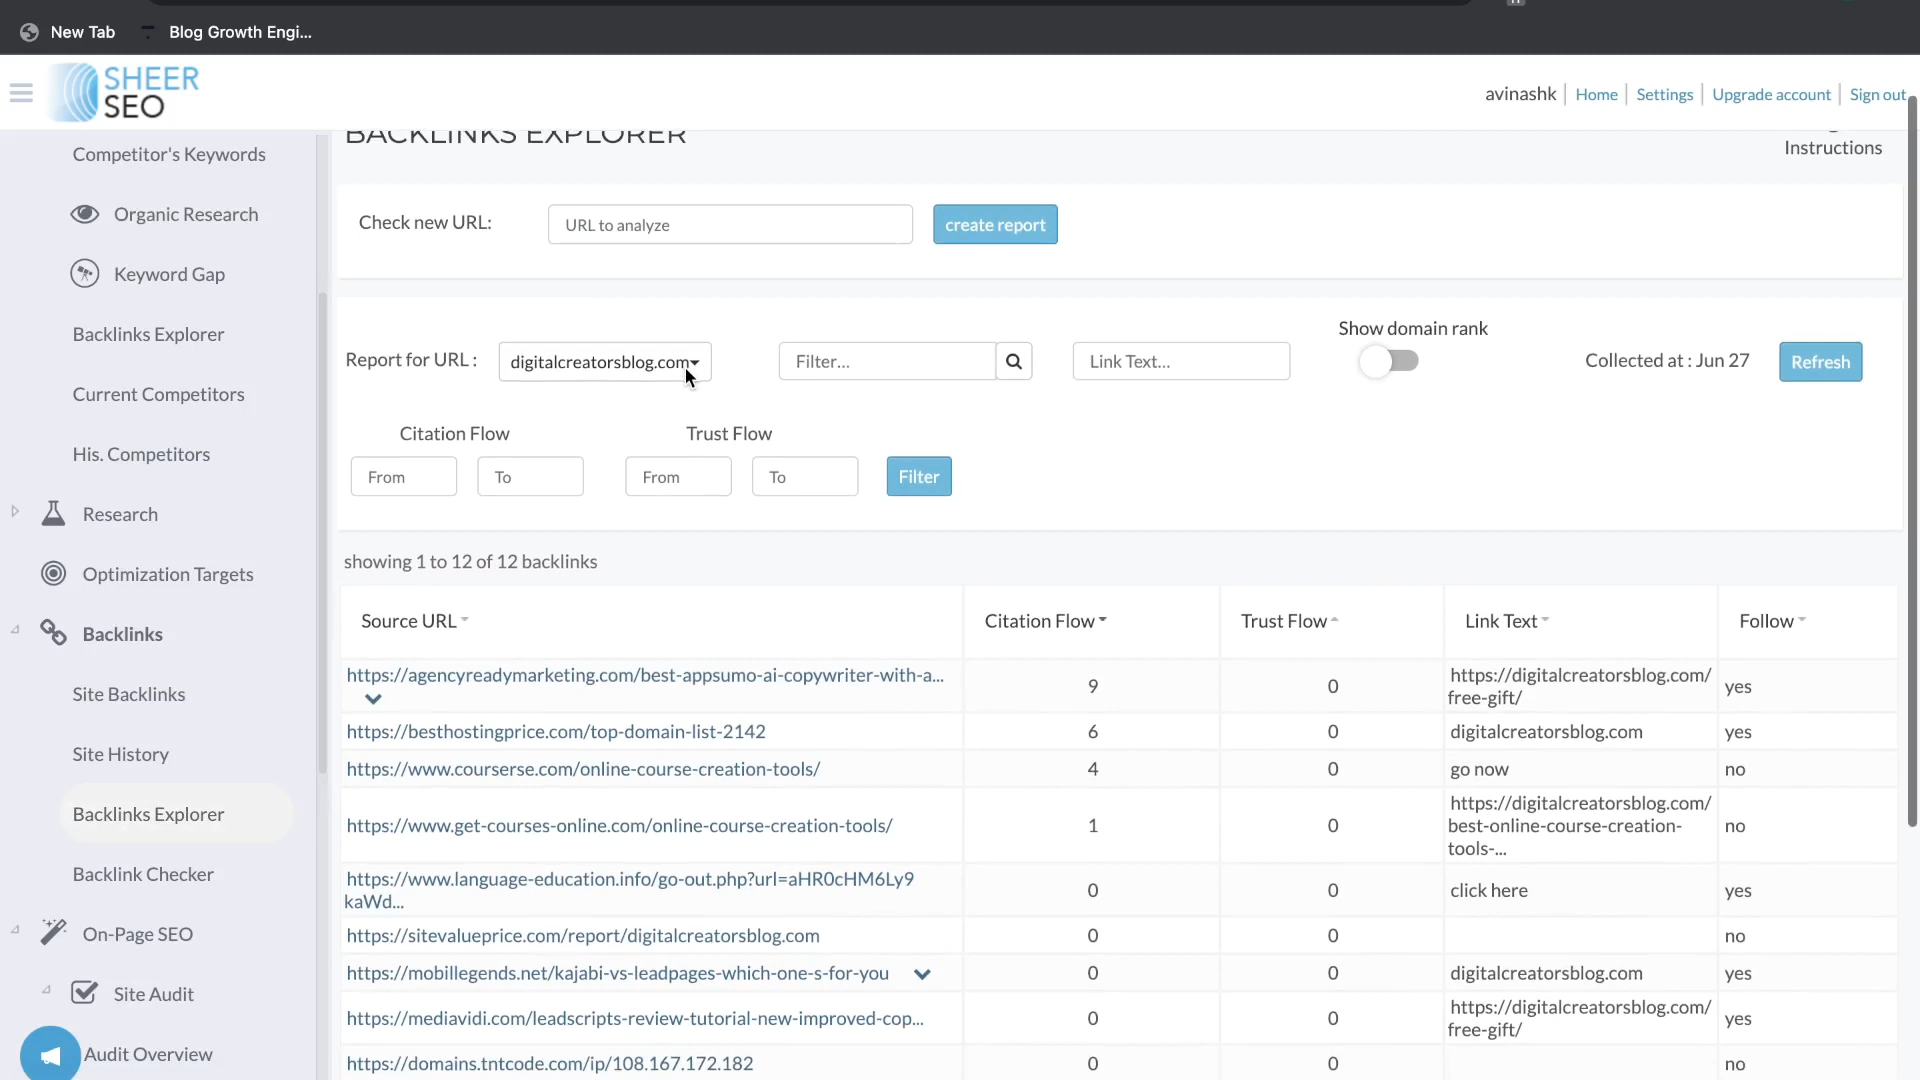 New Tab
Blog Growth Engi...
SHEER
SEO
avinashk
Home
Settings
Upgrade account
Sign out
Competitor's Keywords
Organic Research
Keyword Gap
Backlinks Explorer
Current Competitors
His. Competitors
Research
Optimization Targets
Backlinks
Site Backlinks
Site History
Backlinks Explorer
Backlink Checker
On-Page SEO
Site Audit
Audit Overview
BACKLINKS EXPLORER
Instructions
Check new URL:
URL to analyze
create report
Report for URL :
digitalcreatorsblog.com
Filter...
Link Text...
Show domain rank
Collected at : Jun 27
Refresh
Citation Flow
Trust Flow
From
To
From
To
Filter
showing 1 to 12 of 12 backlinks
Source URL
Citation Flow
Trust Flow
Link Text
Follow
https://agencyreadymarketing.com/best-appsumo-ai-copywriter-with-a...
9
0
https://digitalcreatorsblog.com/
free-gift/
yes
https://besthostingprice.com/top-domain-list-2142
6
0
digitalcreatorsblog.com
yes
https://www.courserse.com/online-course-creation-tools/
4
0
go now
no
https://www.get-courses-online.com/online-course-creation-tools/
1
0
https://digitalcreatorsblog.com/
best-online-course-creation-
tools-...
no
https://www.language-education.info/go-out.php?url=aHR0cHM6Ly9
kaWd...
0
0
click here
yes
https://sitevalueprice.com/report/digitalcreatorsblog.com
0
0
no
https://mobillegends.net/kajabi-vs-leadpages-which-one-s-for-you
0
0
digitalcreatorsblog.com
yes
https://mediavidi.com/leadscripts-review-tutorial-new-improved-cop...
0
0
https://digitalcreatorsblog.com/
free-gift/
yes
https://domains.tntcode.com/ip/108.167.172.182
0
0
no